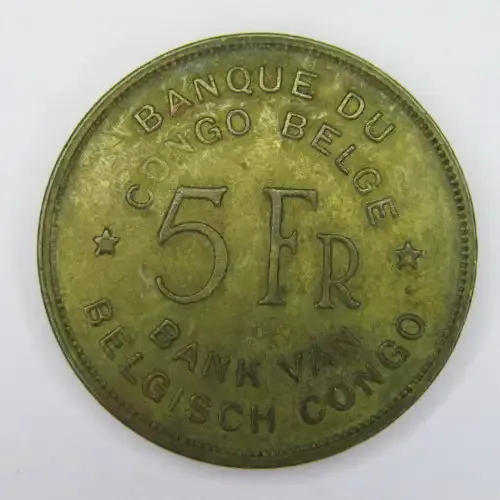 BANQUE DU
CONGO BELGE
5 FR
BANK VAN
BELGISCH CONGO